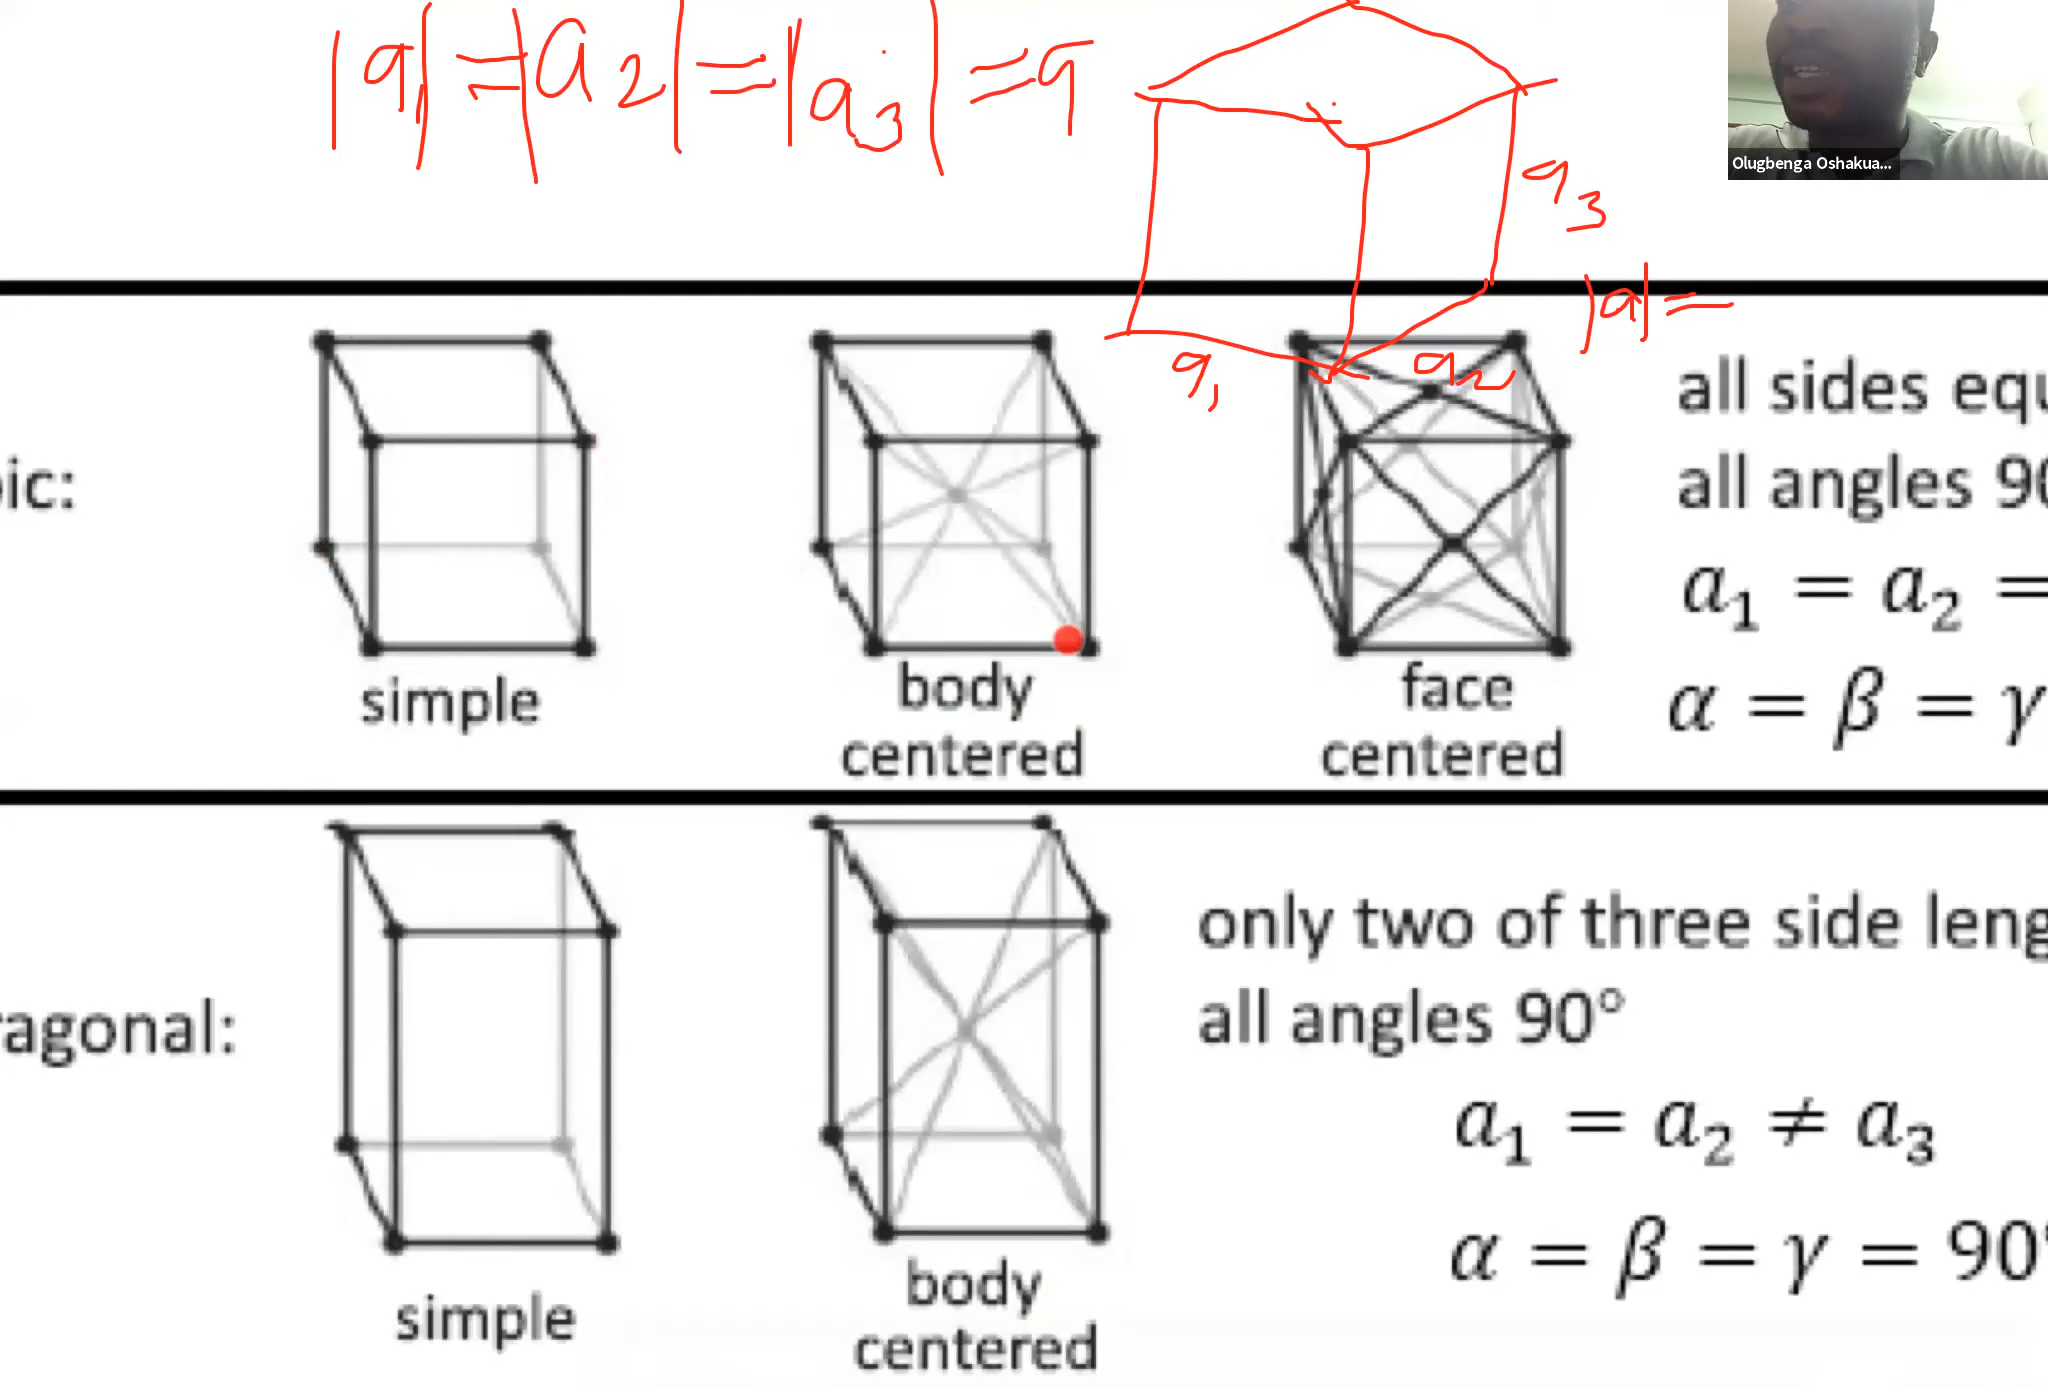 |a₁| = |a₂| = |a₃| = a
Olugbenga Oshakua...
a₃
|a| =
a₁
a₂
all sides equ
ic:
all angles 90
a₁ = a₂ =
simple
body
centered
face
centered
α = β = γ
only two of three side leng
ragonal:
all angles 90°
a₁ = a₂ ≠ a₃
α = β = γ = 90°
simple
body
centered